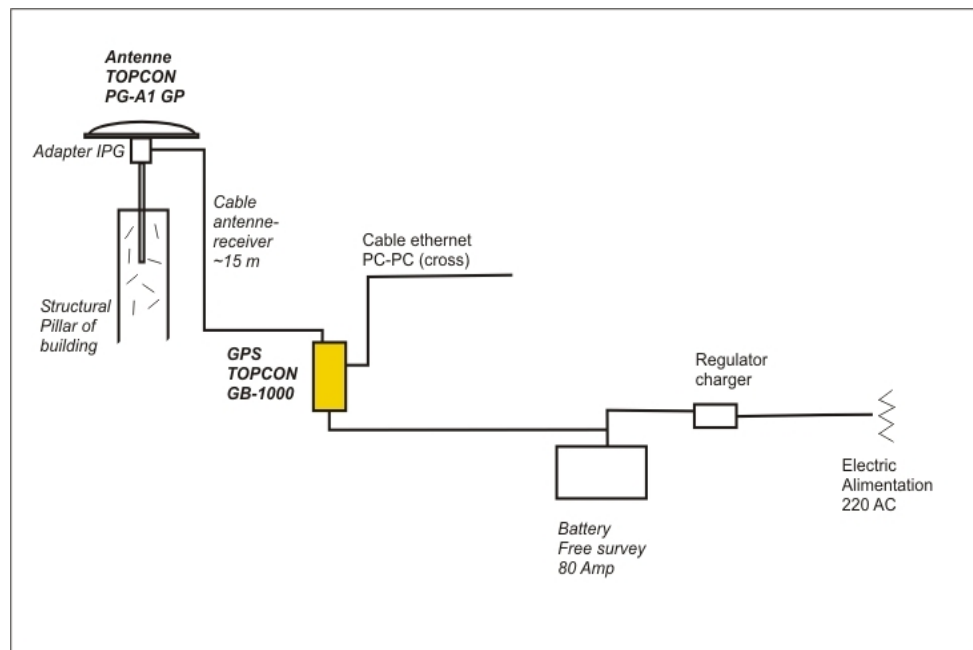 Antenne
TOPCON
PG-A1 GP
Adapter IPG
Cable
antenne-
receiver
~15 m
Structural
Pillar of
building
Cable ethernet
PC-PC (cross)
GPS
TOPCON
GB-1000
Regulator
charger
Electric
Alimentation
220 AC
Battery
Free survey
80 Amp